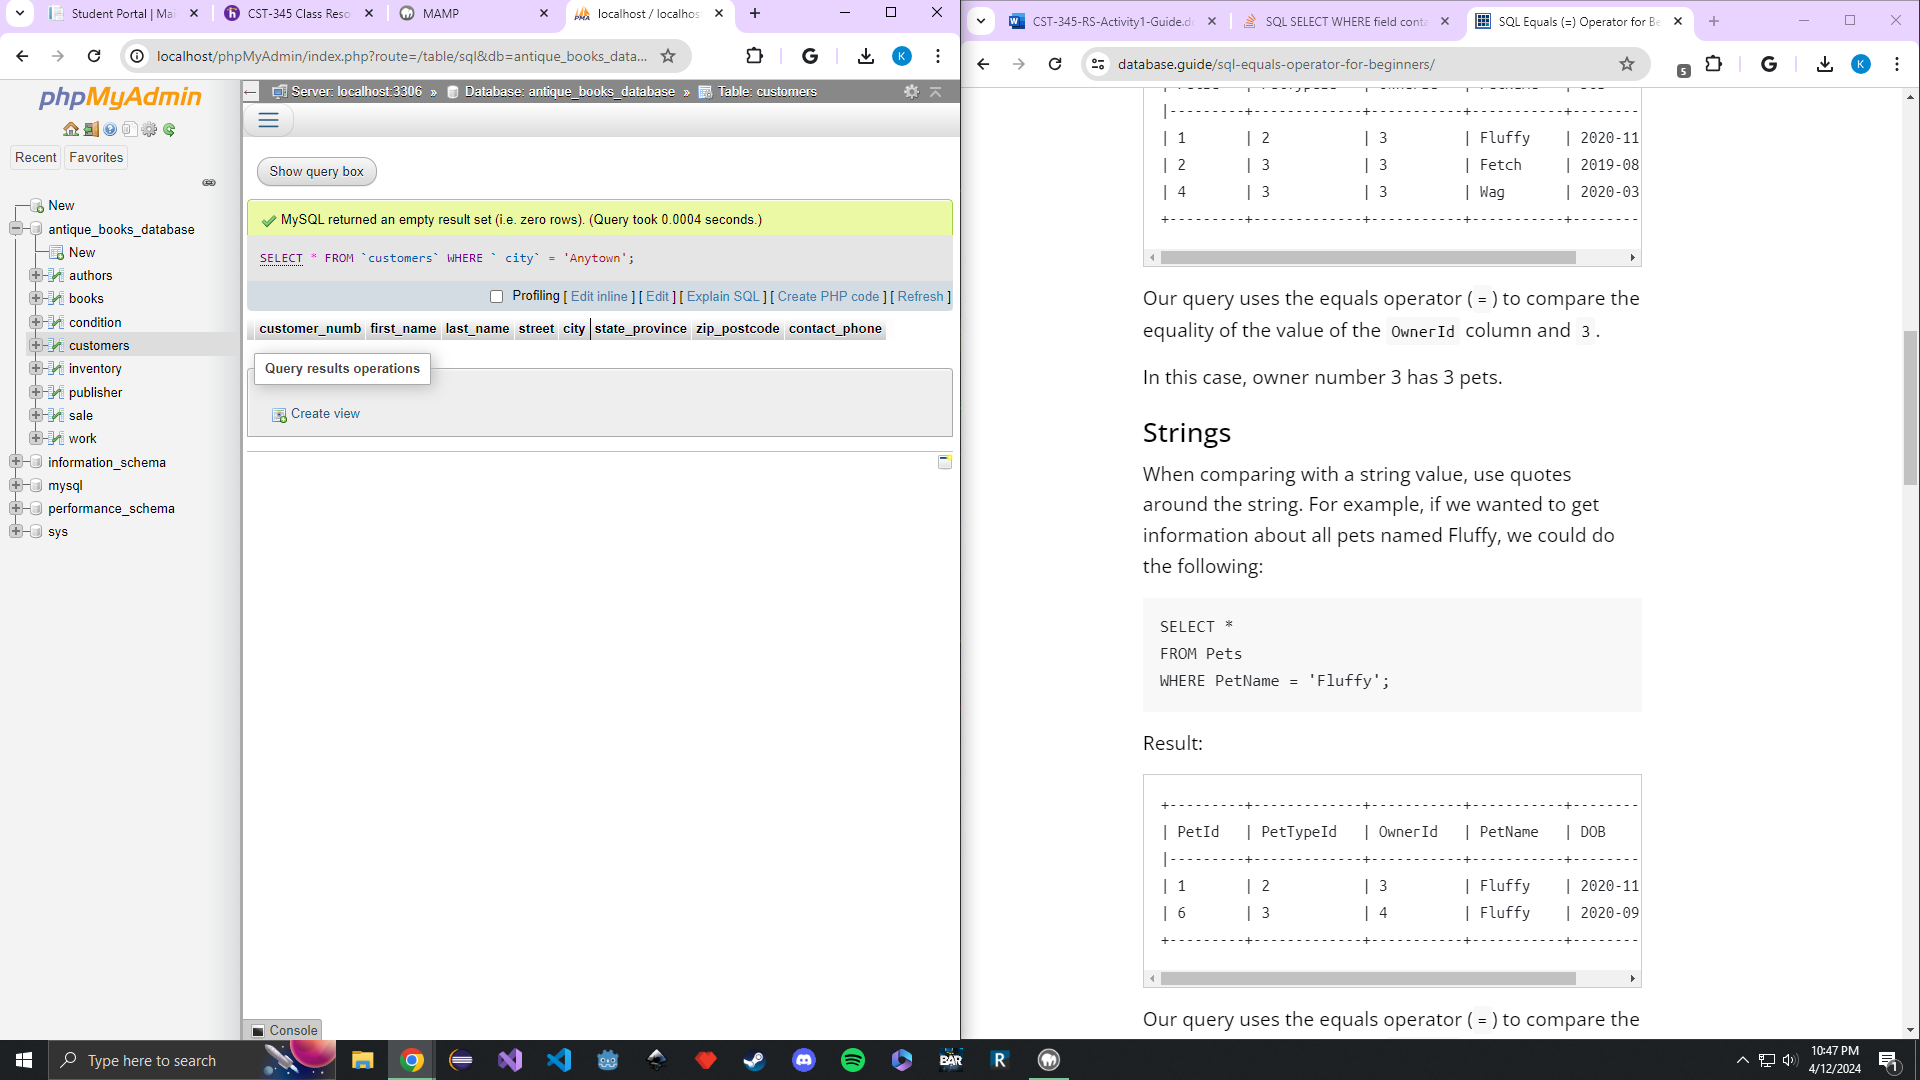 Student Portal | Mai
CST-345 Class Reso
MAMP
localhost / localhos
localhost/phpMyAdmin/index.php?route=/table/sql&db=antique_books_data...
K
phpMyAdmin
Recent
Favorites
New
antique_books_database
New
authors
books
condition
customers
inventory
publisher
sale
work
information_schema
mysql
performance_schema
sys
Server: localhost:3306 » Database: antique_books_database » Table: customers
Show query box
MySQL returned an empty result set (i.e. zero rows). (Query took 0.0004 seconds.)
SELECT * FROM `customers` WHERE ` city` = 'Anytown';
Profiling [ Edit inline ] [ Edit ] [ Explain SQL ] [ Create PHP code ] [ Refresh ]
customer_numb first_name last_name street city state_province zip_postcode contact_phone
Query results operations
Create view
Console
CST-345-RS-Activity1-Guide.d
SQL SELECT WHERE field conta
SQL Equals (=) Operator for Be
database.guide/sql-equals-operator-for-beginners/
5
K
|---------+-------------+-----------+-----------+--------
| 1 | 2 | 3 | Fluffy | 2020-11
| 2 | 3 | 3 | Fetch | 2019-08
| 4 | 3 | 3 | Wag | 2020-03
+---------+-------------+-----------+-----------+--------
Our query uses the equals operator ( = ) to compare the
equality of the value of the OwnerId column and 3 .
In this case, owner number 3 has 3 pets.
Strings
When comparing with a string value, use quotes
around the string. For example, if we wanted to get
information about all pets named Fluffy, we could do
the following:
SELECT *
FROM Pets
WHERE PetName = 'Fluffy';
Result:
+---------+-------------+-----------+-----------+--------
| PetId | PetTypeId | OwnerId | PetName | DOB
|---------+-------------+-----------+-----------+--------
| 1 | 2 | 3 | Fluffy | 2020-11
| 6 | 3 | 4 | Fluffy | 2020-09
+---------+-------------+-----------+-----------+--------
Our query uses the equals operator ( = ) to compare the
Type here to search
BAR
R
10:47 PM
4/12/2024
1